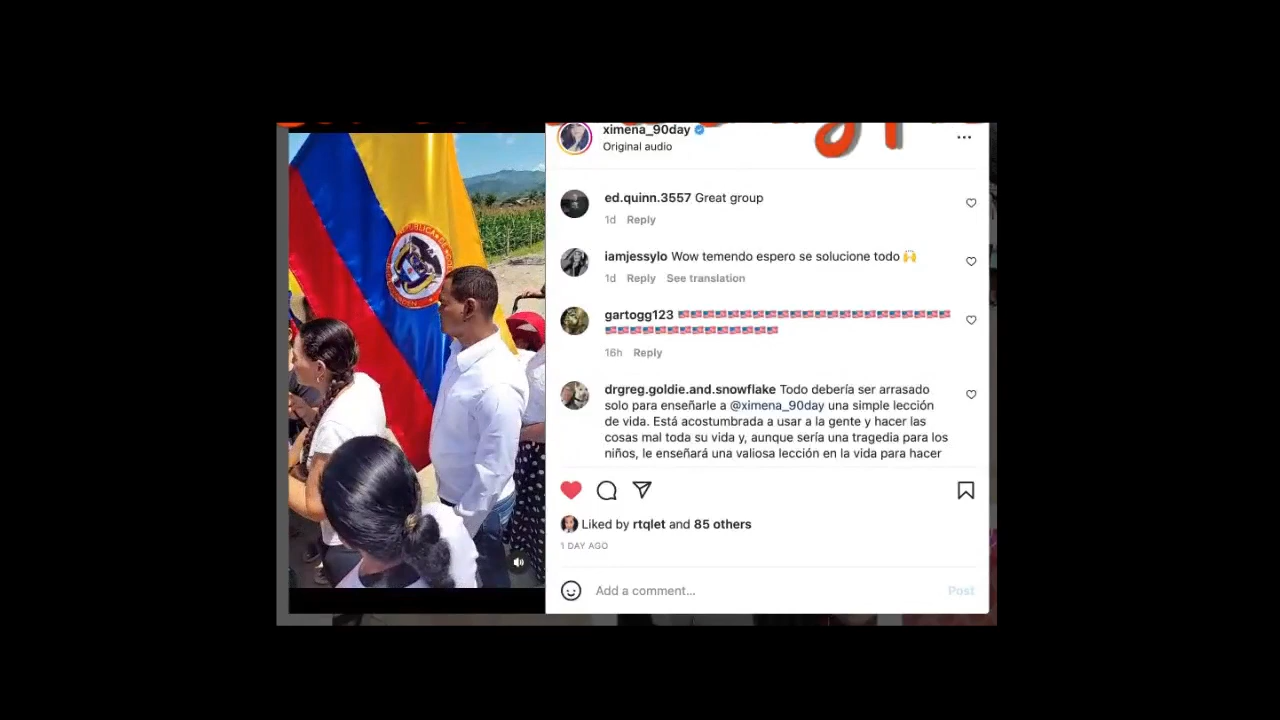 ximena_90day
Original audio
ed.quinn.3557 Great group
1d Reply
iamjessylo Wow temendo espero se solucione todo 🙌
1d Reply See translation
gartogg123 🇺🇸🇺🇸🇺🇸🇺🇸🇺🇸🇺🇸🇺🇸🇺🇸🇺🇸🇺🇸🇺🇸🇺🇸🇺🇸🇺🇸🇺🇸🇺🇸🇺🇸🇺🇸🇺🇸🇺🇸🇺🇸🇺🇸
🇺🇸🇺🇸🇺🇸🇺🇸🇺🇸🇺🇸🇺🇸🇺🇸🇺🇸🇺🇸🇺🇸🇺🇸🇺🇸🇺🇸
16h Reply
drgreg.goldie.and.snowflake Todo debería ser arrasado
solo para enseñarle a @ximena_90day una simple lección
de vida. Está acostumbrada a usar a la gente y hacer las
cosas mal toda su vida y, aunque sería una tragedia para los
niños, le enseñará una valiosa lección en la vida para hacer
Liked by rtqlet and 85 others
1 DAY AGO
Add a comment...
Post